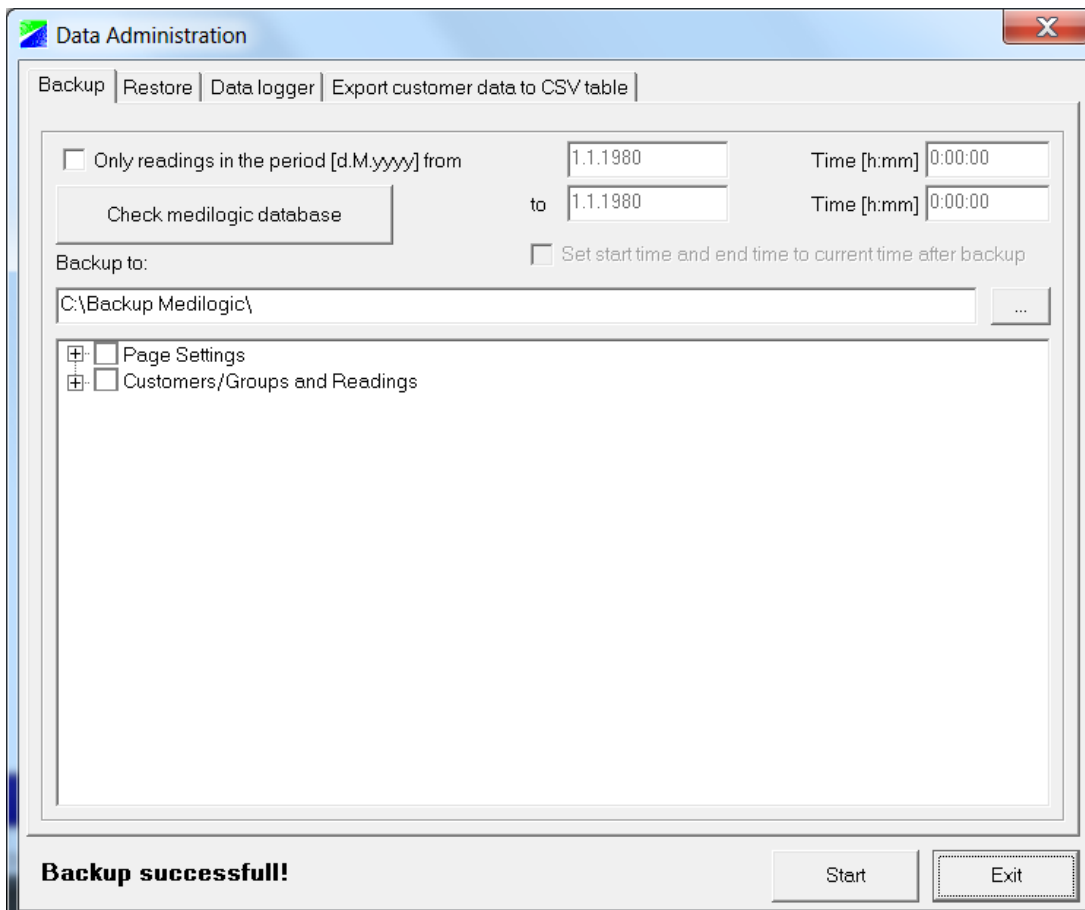 Data Administration
Backup Restore Data logger Export customer data to CSV table
Only readings in the period [d.M.yyyy] from 1.1.1980 Time [h:mm] 0:00:00
Check medilogic database to 1.1.1980 Time [h:mm] 0:00:00
Set start time and end time to current time after backup
Backup to:
C:\Backup Medilogic\ ...
Page Settings
Customers/Groups and Readings
Backup successfull! Start Exit